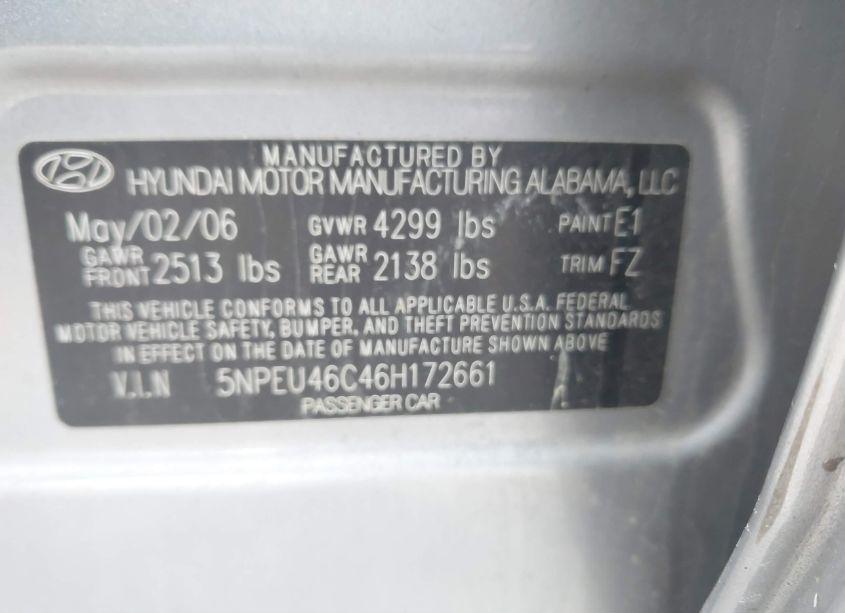 MANUFACTURED BY
HYUNDAI MOTOR MANUFACTURING ALABAMA, LLC
May/02/06 GVWR 4299 lbs PAINT E1
GAWR FRONT 2513 lbs GAWR REAR 2138 lbs TRIM FZ
THIS VEHICLE CONFORMS TO ALL APPLICABLE U.S.A. FEDERAL
MOTOR VEHICLE SAFETY, BUMPER, AND THEFT PREVENTION STANDARDS
IN EFFECT ON THE DATE OF MANUFACTURE SHOWN ABOVE
V.I.N 5NPEU46C46H172661
PASSENGER CAR